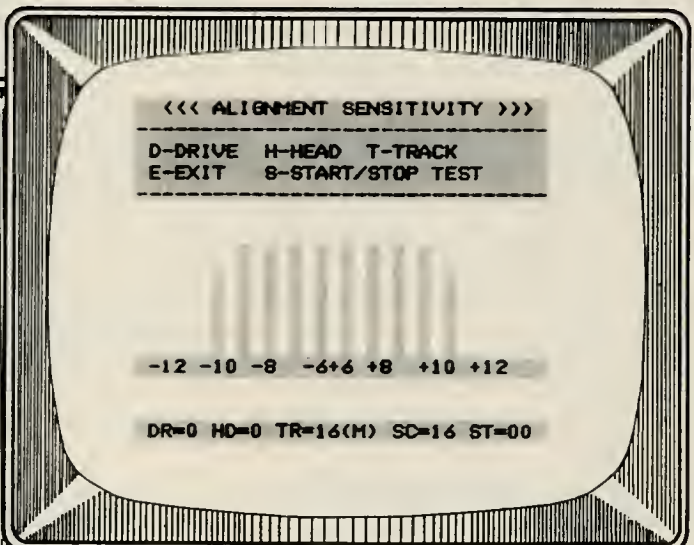 <<< ALIGNMENT SENSITIVITY >>>
D-DRIVE H-HEAD T-TRACK
E-EXIT S-START/STOP TEST
-12 -10 -8 -6+6 +8 +10 +12
DR=0 HD=0 TR=16(M) SC=16 ST=00